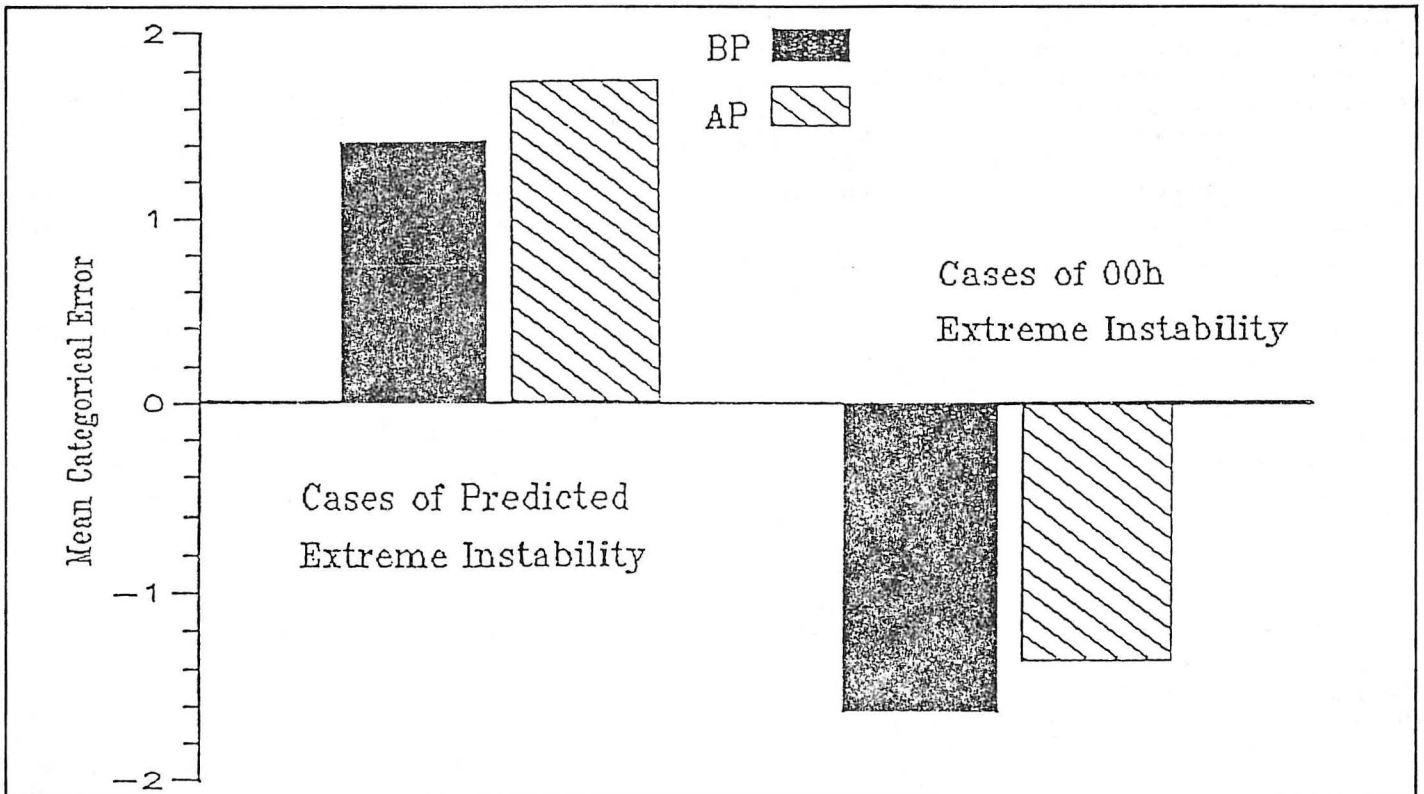 2
BP
AP
1
Cases of 00h
Extreme Instability
0
Mean Categorical Error
Cases of Predicted
Extreme Instability
-1
-2